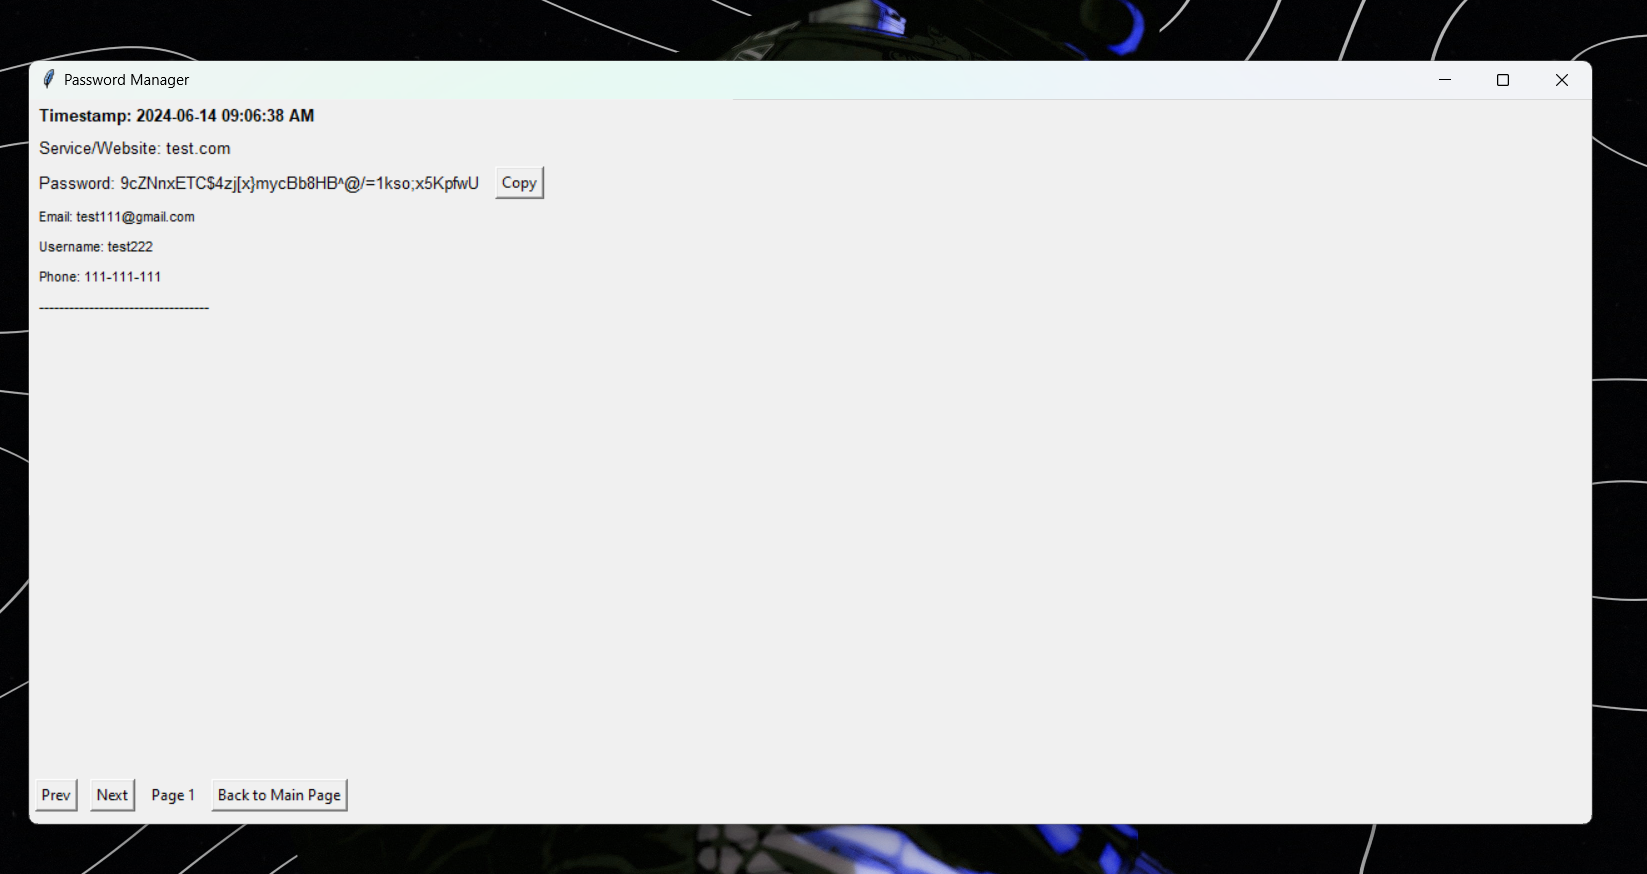 Password Manager
Timestamp: 2024-06-14 09:06:38 AM
Service/Website: test.com
Password: 9cZNnxETC$4zj[x}mycBb8HB^@/=1kso;x5KpfwU Copy
Email: test111@gmail.com
Username: test222
Phone: 111-111-111
----------------------------------
Prev Next Page 1 Back to Main Page